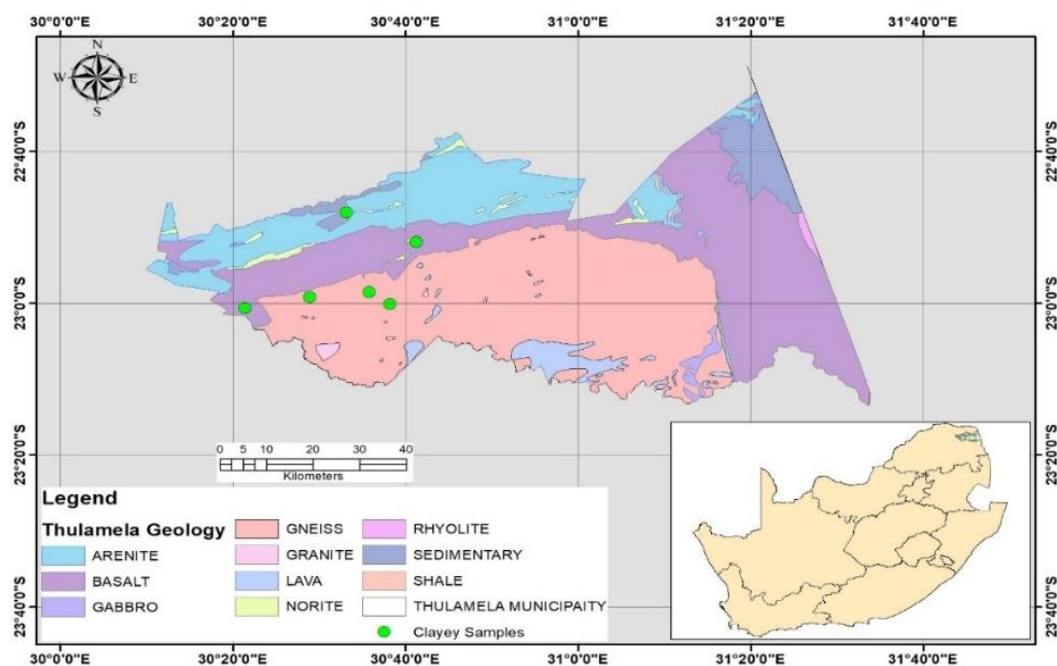 30°0'0"E 30°20'0"E 30°40'0"E 31°0'0"E 31°20'0"E 31°40'0"E
N
W E
S
22°40'0"S 22°40'0"S
23°0'0"S 23°0'0"S
23°20'0"S 23°20'0"S
23°40'0"S 23°40'0"S
0 5 10 20 30 40
Kilometers
Legend
Thulamela Geology
ARENITE
BASALT
GABBRO
GNEISS
GRANITE
LAVA
NORITE
RHYOLITE
SEDIMENTARY
SHALE
THULAMELA MUNICIPAITY
Clayey Samples
30°0'0"E 30°20'0"E 30°40'0"E 31°0'0"E 31°20'0"E 31°40'0"E